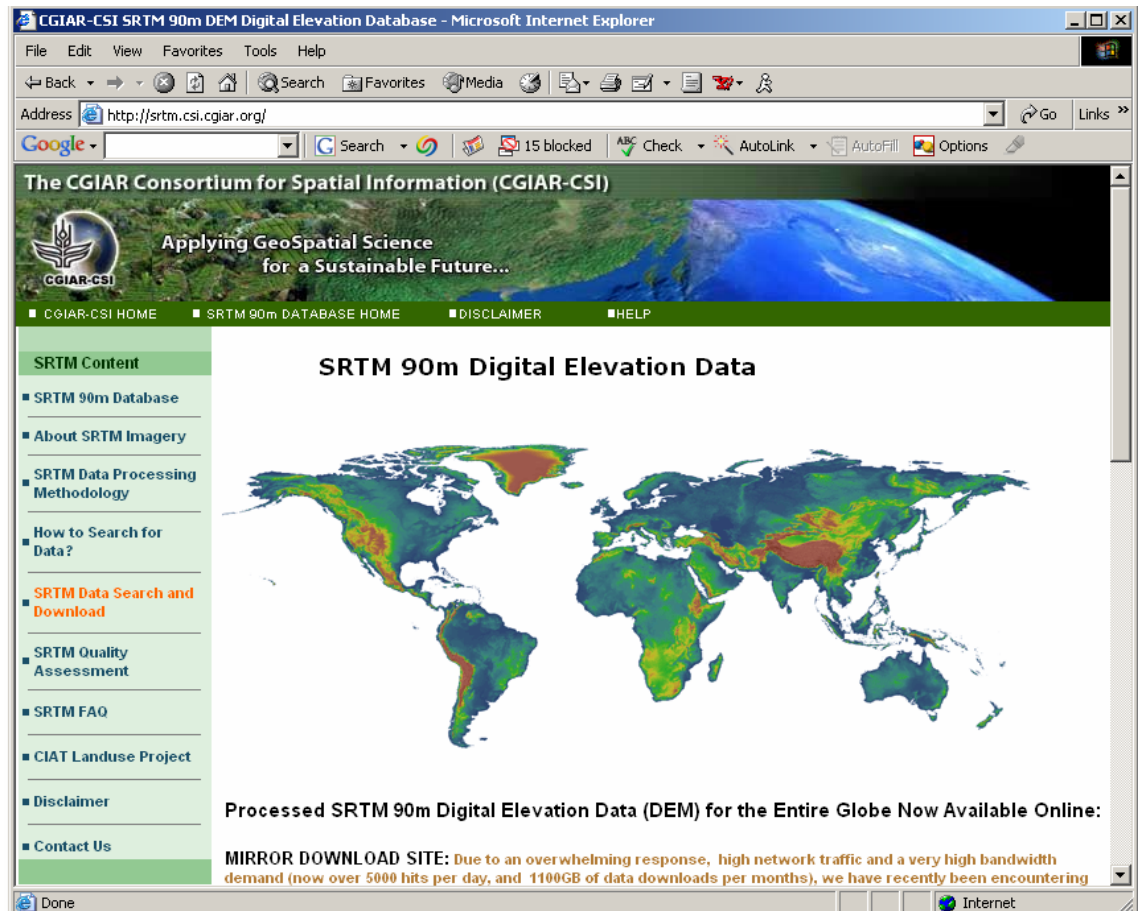 CGIAR-CSI SRTM 90m DEM Digital Elevation Database - Microsoft Internet Explorer
File Edit View Favorites Tools Help
Back Search Favorites Media
Address http://srtm.csi.cgiar.org/ Go Links »
Google Search 15 blocked ABC Check AutoLink AutoFill Options
The CGIAR Consortium for Spatial Information (CGIAR-CSI)
Applying GeoSpatial Science
for a Sustainable Future...
CGIAR-CSI
CGIAR-CSI HOME SRTM 90m DATABASE HOME DISCLAIMER HELP
SRTM Content
SRTM 90m Database
About SRTM Imagery
SRTM Data Processing
Methodology
How to Search for
Data?
SRTM Data Search and
Download
SRTM Quality
Assessment
SRTM FAQ
CIAT Landuse Project
Disclaimer
Contact Us
SRTM 90m Digital Elevation Data
Processed SRTM 90m Digital Elevation Data (DEM) for the Entire Globe Now Available Online:
MIRROR DOWNLOAD SITE: Due to an overwhelming response, high network traffic and a very high bandwidth
demand (now over 5000 hits per day, and 1100GB of data downloads per months), we have recently been encountering
Done Internet